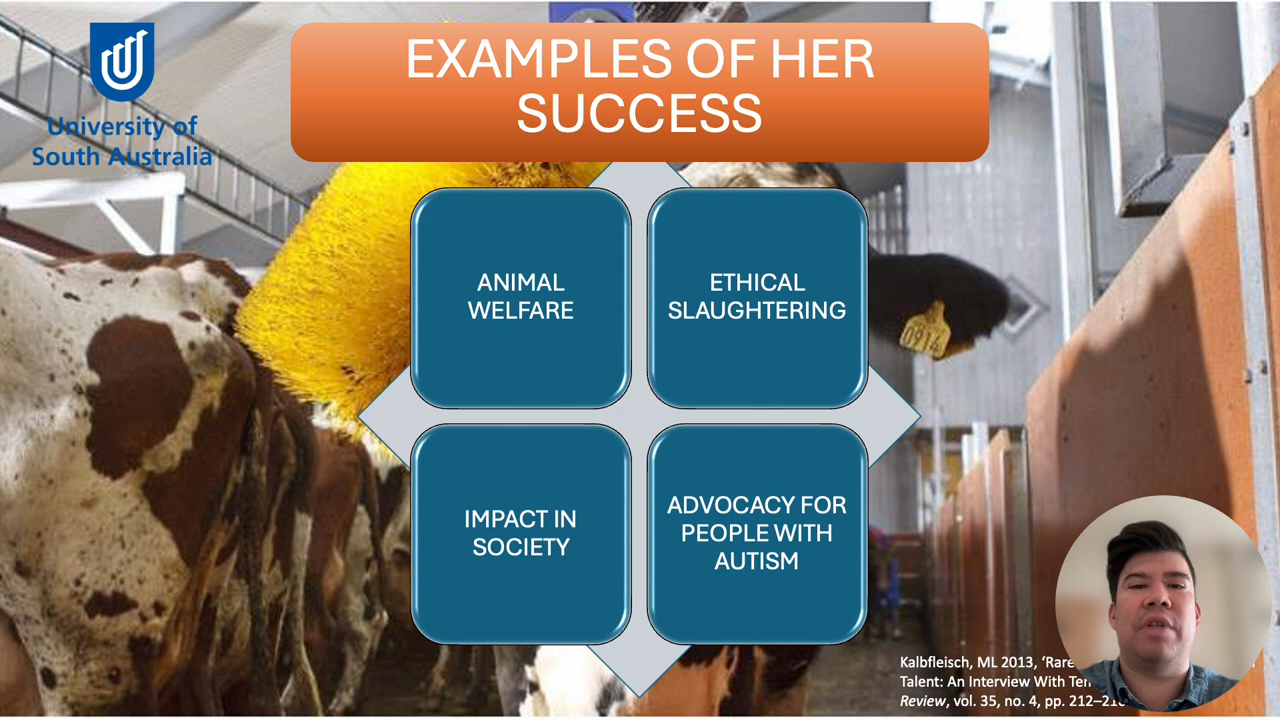 University of
South Australia
EXAMPLES OF HER
SUCCESS
ANIMAL
WELFARE
ETHICAL
SLAUGHTERING
0914
IMPACT IN
SOCIETY
ADVOCACY FOR
PEOPLE WITH
AUTISM
Kalbfleisch, ML 2013, ‘Rare
Talent: An Interview With
Review, vol. 35, no. 4, pp.